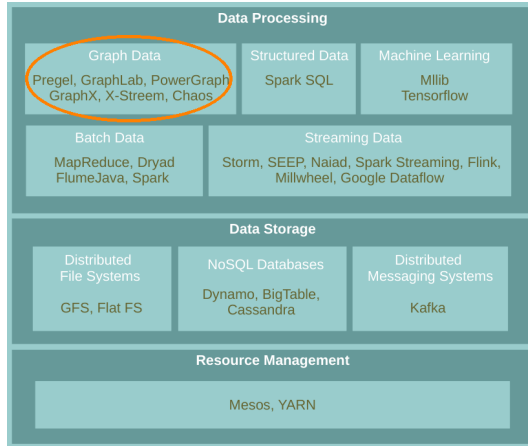 Data Processing
Graph Data
Pregel, GraphLab, PowerGraph
GraphX, X-Streem, Chaos
Structured Data
Spark SQL
Machine Learning
Mllib
Tensorflow
Batch Data
MapReduce, Dryad
FlumeJava, Spark
Streaming Data
Storm, SEEP, Naiad, Spark Streaming, Flink,
Millwheel, Google Dataflow
Data Storage
Distributed
File Systems
GFS, Flat FS
NoSQL Databases
Dynamo, BigTable,
Cassandra
Distributed
Messaging Systems
Kafka
Resource Management
Mesos, YARN